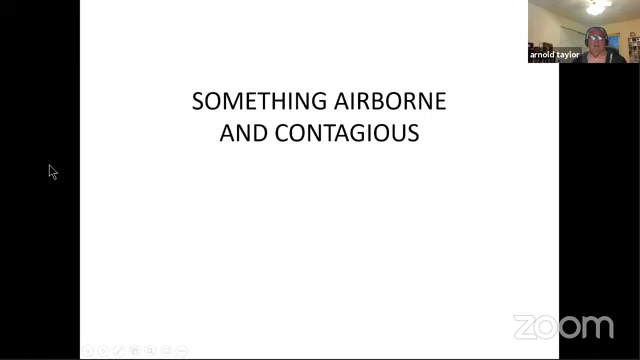 arnold taylor
SOMETHING AIRBORNE
AND CONTAGIOUS
zoom